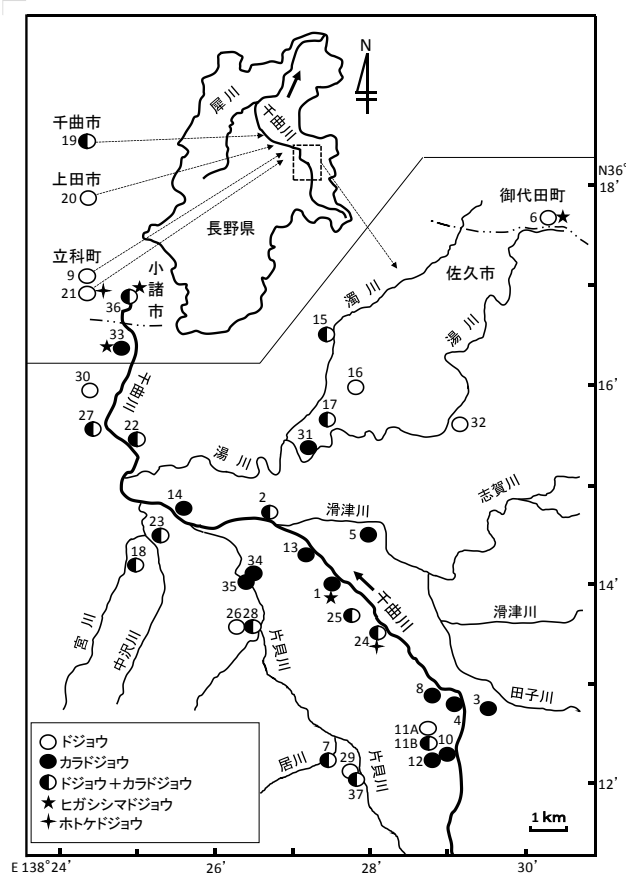 N
犀川
千曲川
千曲市
19
上田市
20
長野県
立科町
9
21
小諸市
36
33
N36°
18'
御代田町
6
佐久市
濁川
湯川
15
16
17
31
32
16'
30
27
22
千曲川
湯川
志賀川
14
2
滑津川
5
23
18
13
34
35
1
14'
千曲川
25
24
滑津川
26
28
宮川
中沢川
片貝川
8
4
3
田子川
11A
11B
10
12
7
29
37
居川
片貝川
12'
ドジョウ
カラドジョウ
ドジョウ+カラドジョウ
ヒガシシマドジョウ
ホトケドジョウ
1 km
E 138°24'
26'
28'
30'